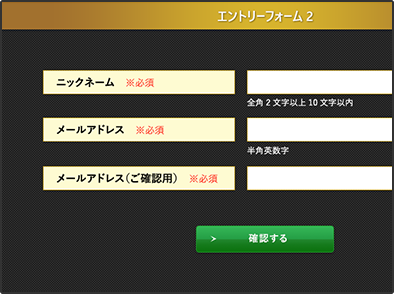 エントリーフォーム 2
ニックネーム ※必須
全角 2 文字以上 10 文字以内
メールアドレス ※必須
半角英数字
メールアドレス(ご確認用) ※必須
> 確認する